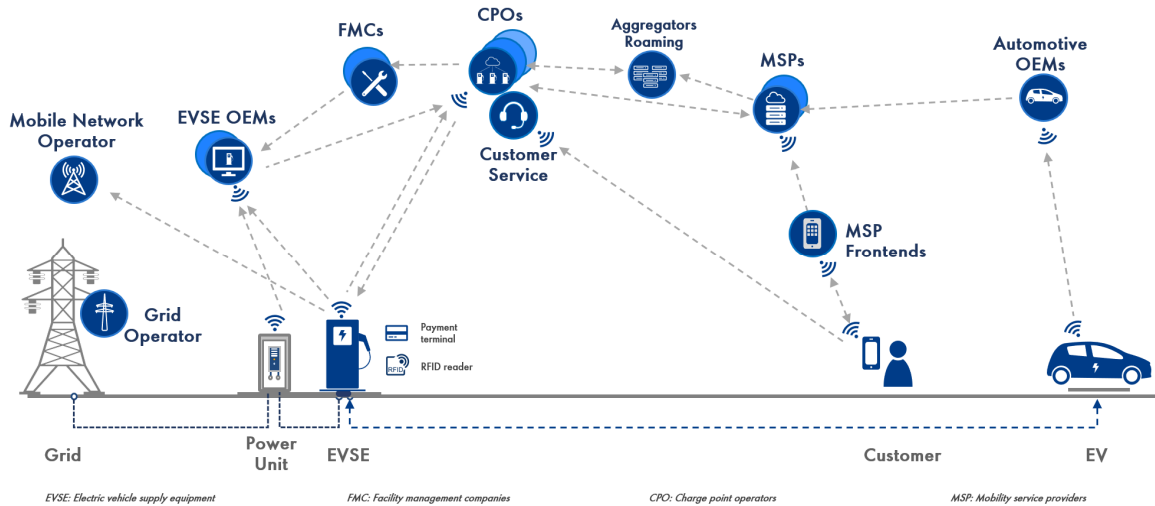 CPOs
FMCs
Aggregators
Roaming
MSPs
Automotive
OEMs
Mobile Network
Operator
EVSE OEMs
Customer
Service
MSP
Frontends
Grid
Operator
Payment
terminal
RFID
RFID reader
Grid
Power
Unit
EVSE
Customer
EV
EVSE: Electric vehicle supply equipment
FMC: Facility management companies
CPO: Charge point operators
MSP: Mobility service providers